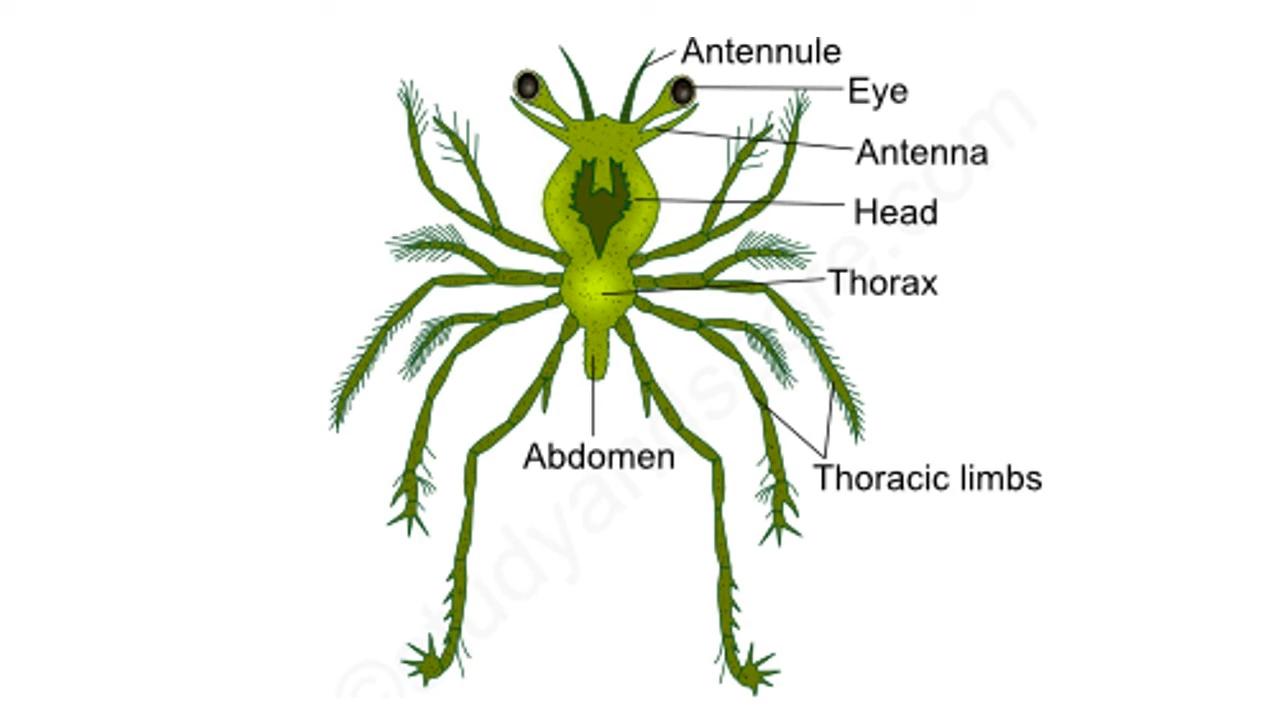 Antennule
Eye
Antenna
Head
Thorax
Abdomen
Thoracic limbs